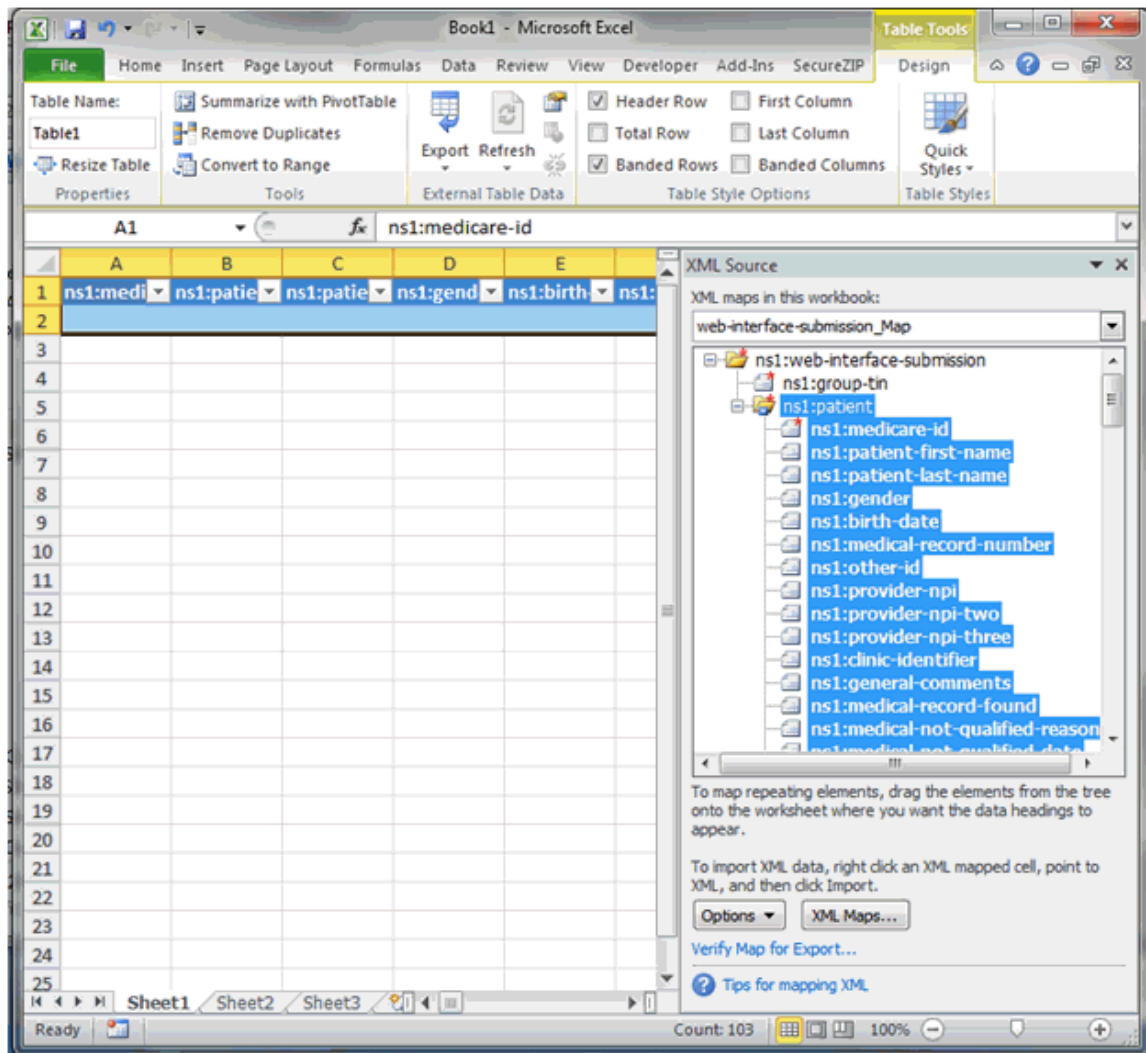 Book1 - Microsoft Excel
Table Tools
File Home Insert Page Layout Formulas Data Review View Developer Add-Ins SecureZIP Design
Table Name:
Table1
Resize Table
Properties
Summarize with PivotTable
Remove Duplicates
Convert to Range
Tools
Export Refresh
External Table Data
Header Row First Column
Total Row Last Column
Banded Rows Banded Columns
Table Style Options
Quick
Styles
Table Styles
A1 fx ns1:medicare-id
A B C D E
1 ns1:medi ns1:patie ns1:patie ns1:gend ns1:birth- ns1:
2
3
4
5
6
7
8
9
10
11
12
13
14
15
16
17
18
19
20
21
22
23
24
25
XML Source
XML maps in this workbook:
web-interface-submission_Map
ns1:web-interface-submission
ns1:group-tin
ns1:patient
ns1:medicare-id
ns1:patient-first-name
ns1:patient-last-name
ns1:gender
ns1:birth-date
ns1:medical-record-number
ns1:other-id
ns1:provider-npi
ns1:provider-npi-two
ns1:provider-npi-three
ns1:clinic-identifier
ns1:general-comments
ns1:medical-record-found
ns1:medical-not-qualified-reason
ns1:medical-not-qualified-date
To map repeating elements, drag the elements from the tree
onto the worksheet where you want the data headings to
appear.
To import XML data, right click an XML mapped cell, point to
XML, and then click Import.
Options XML Maps...
Verify Map for Export...
Tips for mapping XML
Sheet1 Sheet2 Sheet3
Ready Count: 103 100%